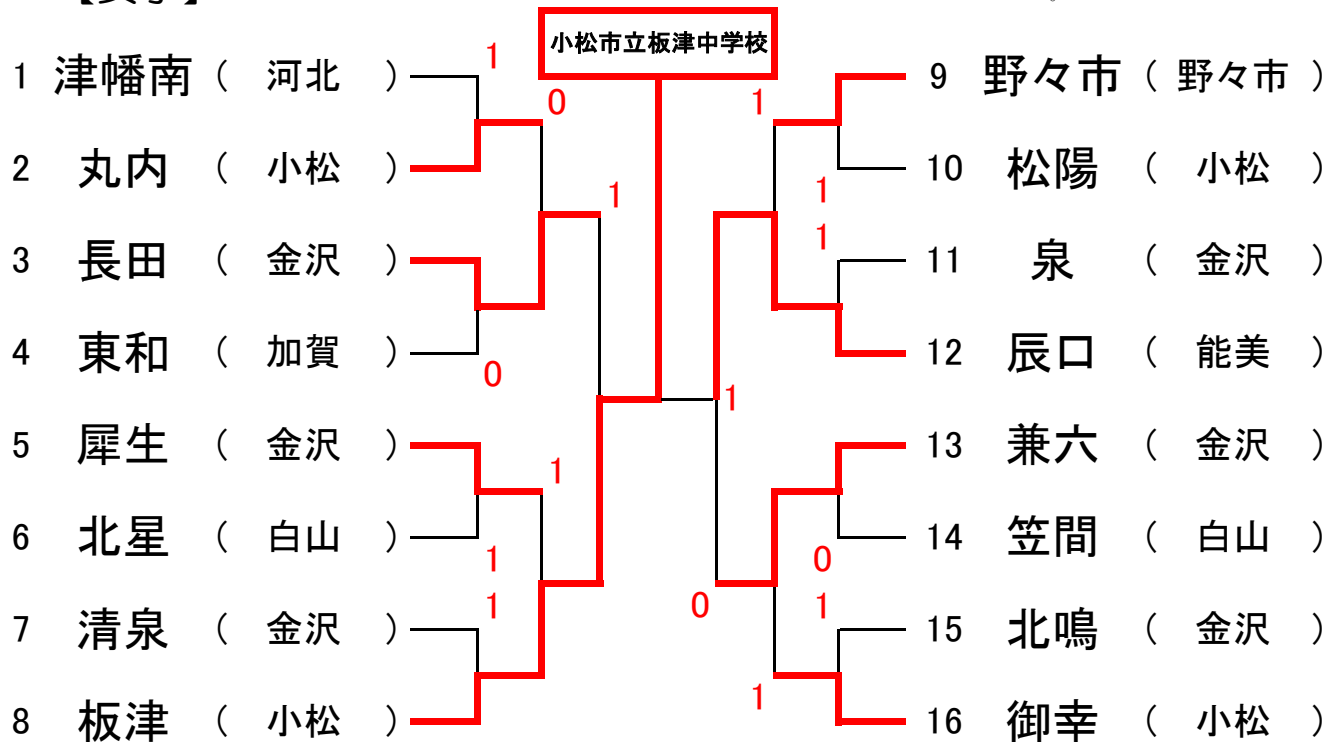 小松市立板津中学校
1 津幡南 ( 河北 )
1
0
2 丸内 ( 小松 )
1
3 長田 ( 金沢 )
4 東和 ( 加賀 )
0
5 犀生 ( 金沢 )
1
6 北星 ( 白山 )
1
1
7 清泉 ( 金沢 )
8 板津 ( 小松 )
1
9 野々市 ( 野々市 )
10 松陽 ( 小松 )
1
1
11 泉 ( 金沢 )
12 辰口 ( 能美 )
1
13 兼六 ( 金沢 )
14 笠間 ( 白山 )
0
0
1
15 北鳴 ( 金沢 )
1
16 御幸 ( 小松 )